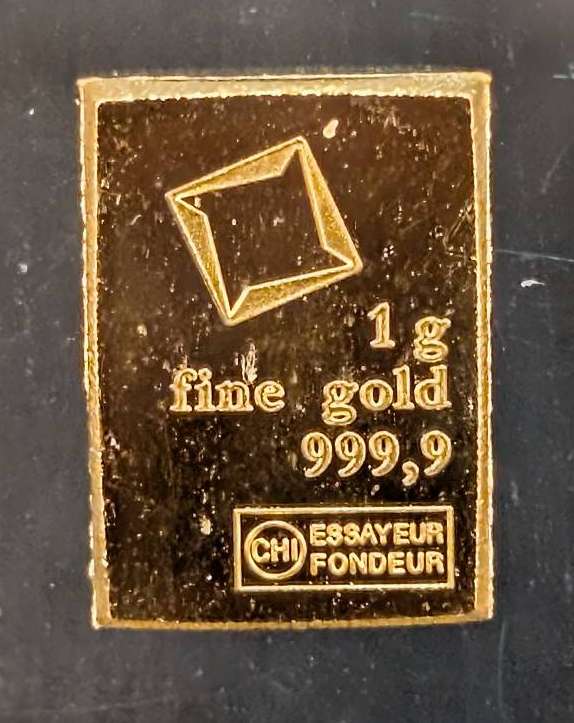 1 g
fine gold
999,9
CHI
ESSAYEUR
FONDEUR